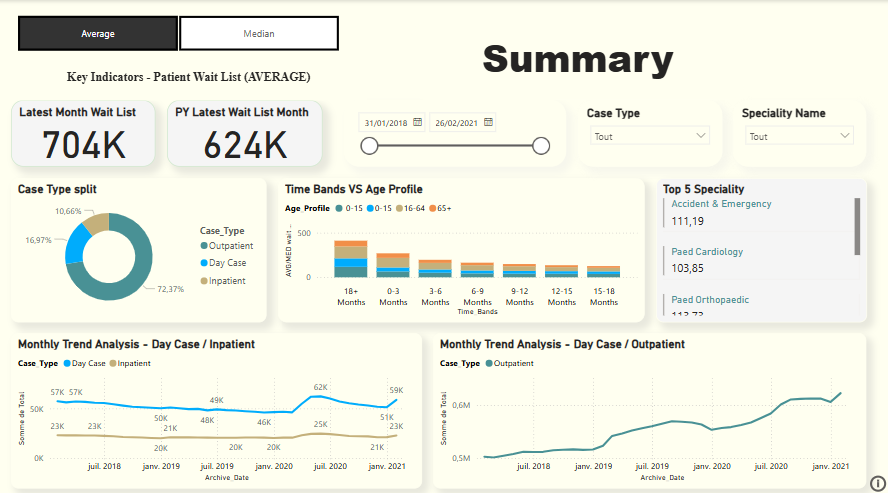 Average
Median
Summary
Key Indicators - Patient Wait List (AVERAGE)
Latest Month Wait List
704K
PY Latest Wait List Month
624K
31/01/2018
26/02/2021
Case Type
Tout
Speciality Name
Tout
Case Type split
10,66%
16,97%
72,37%
Case_Type
Outpatient
Day Case
Inpatient
Time Bands VS Age Profile
Age_Profile 0-15 0-15 16-64 65+
AVG/MED wait ...
500
0
18+ Months
0-3 Months
3-6 Months
6-9 Months
9-12 Months
12-15 Months
15-18 Months
Time_Bands
Top 5 Speciality
Accident & Emergency
111,19
Paed Cardiology
103,85
Paed Orthopaedic
113,73
Monthly Trend Analysis - Day Case / Inpatient
Case_Type Day Case Inpatient
Somme de Total
50K
0K
57K 57K
50K
49K
48K
46K
62K
51K
59K
23K
23K
20K
21K
20K
20K
25K
21K
23K
juil. 2018
janv. 2019
juil. 2019
janv. 2020
juil. 2020
janv. 2021
Archive_Date
Monthly Trend Analysis - Day Case / Outpatient
Case_Type Outpatient
Somme de Total
0,6M
0,5M
juil. 2018
janv. 2019
juil. 2019
janv. 2020
juil. 2020
janv. 2021
Archive_Date